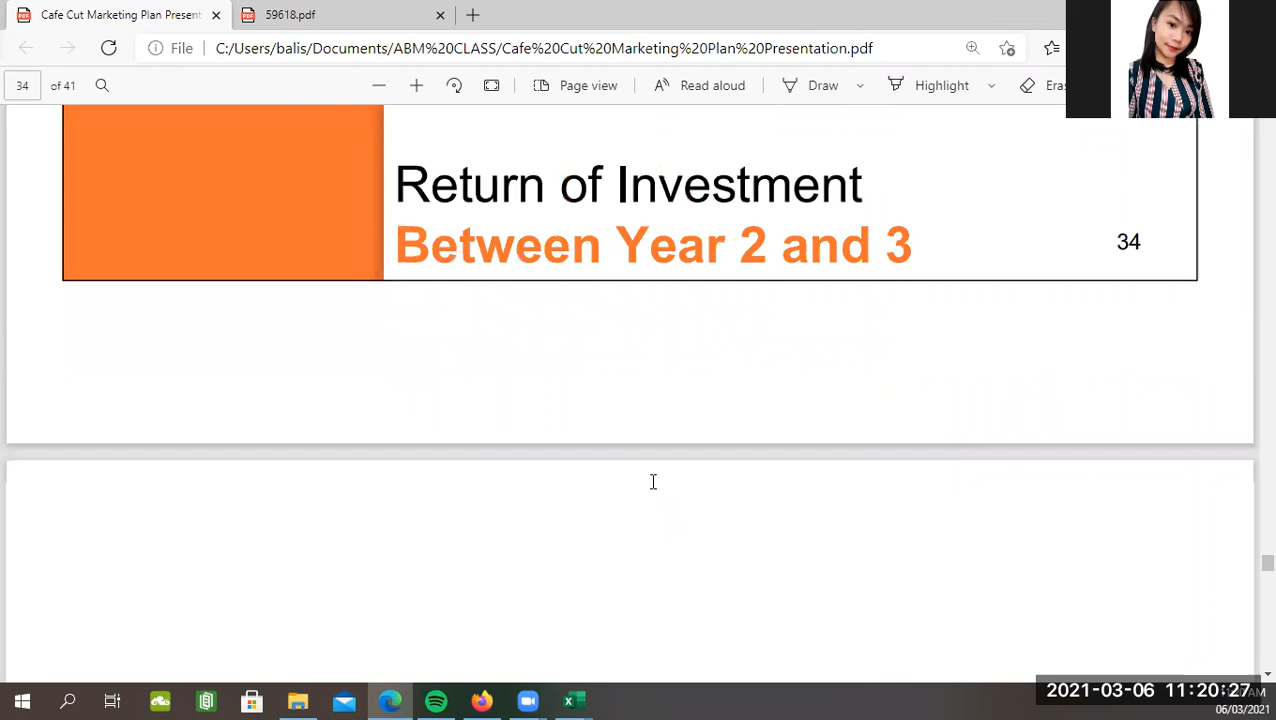 Cafe Cut Marketing Plan Present
59618.pdf
File
C:/Users/balis/Documents/ABM%20CLASS/Cafe%20Cut%20Marketing%20Plan%20Presentation.pdf
34 of 41
Page view
Read aloud
Draw
Highlight
Eras
Return of Investment
Between Year 2 and 3
34
2021-03-06 11:20:27
06/03/2021